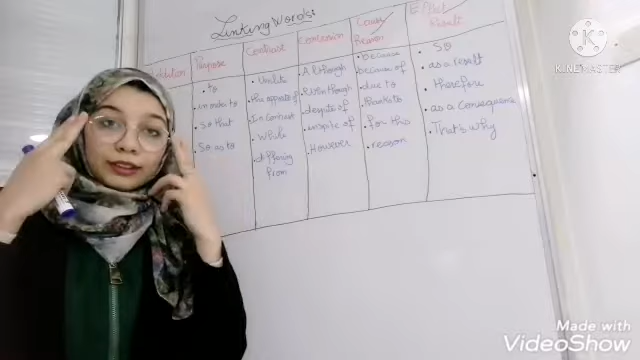 Linking Words:
Addition
Purpose
Contrast
Concession
Cause/
Reason
Effect/
Result
. to
. in order to
. so that
. So as to
. Unlike
. the opposite of
. In contrast
. While
. differing
from
. Although
. Even though
. despite of
. inspite of
. However
. Because
. because of
. due to
. thanks to
. for this
. reason
. So
. as a result
. therefore
. as a Consequence
. That's why
K
KINEMASTER
Made with
VideoShow